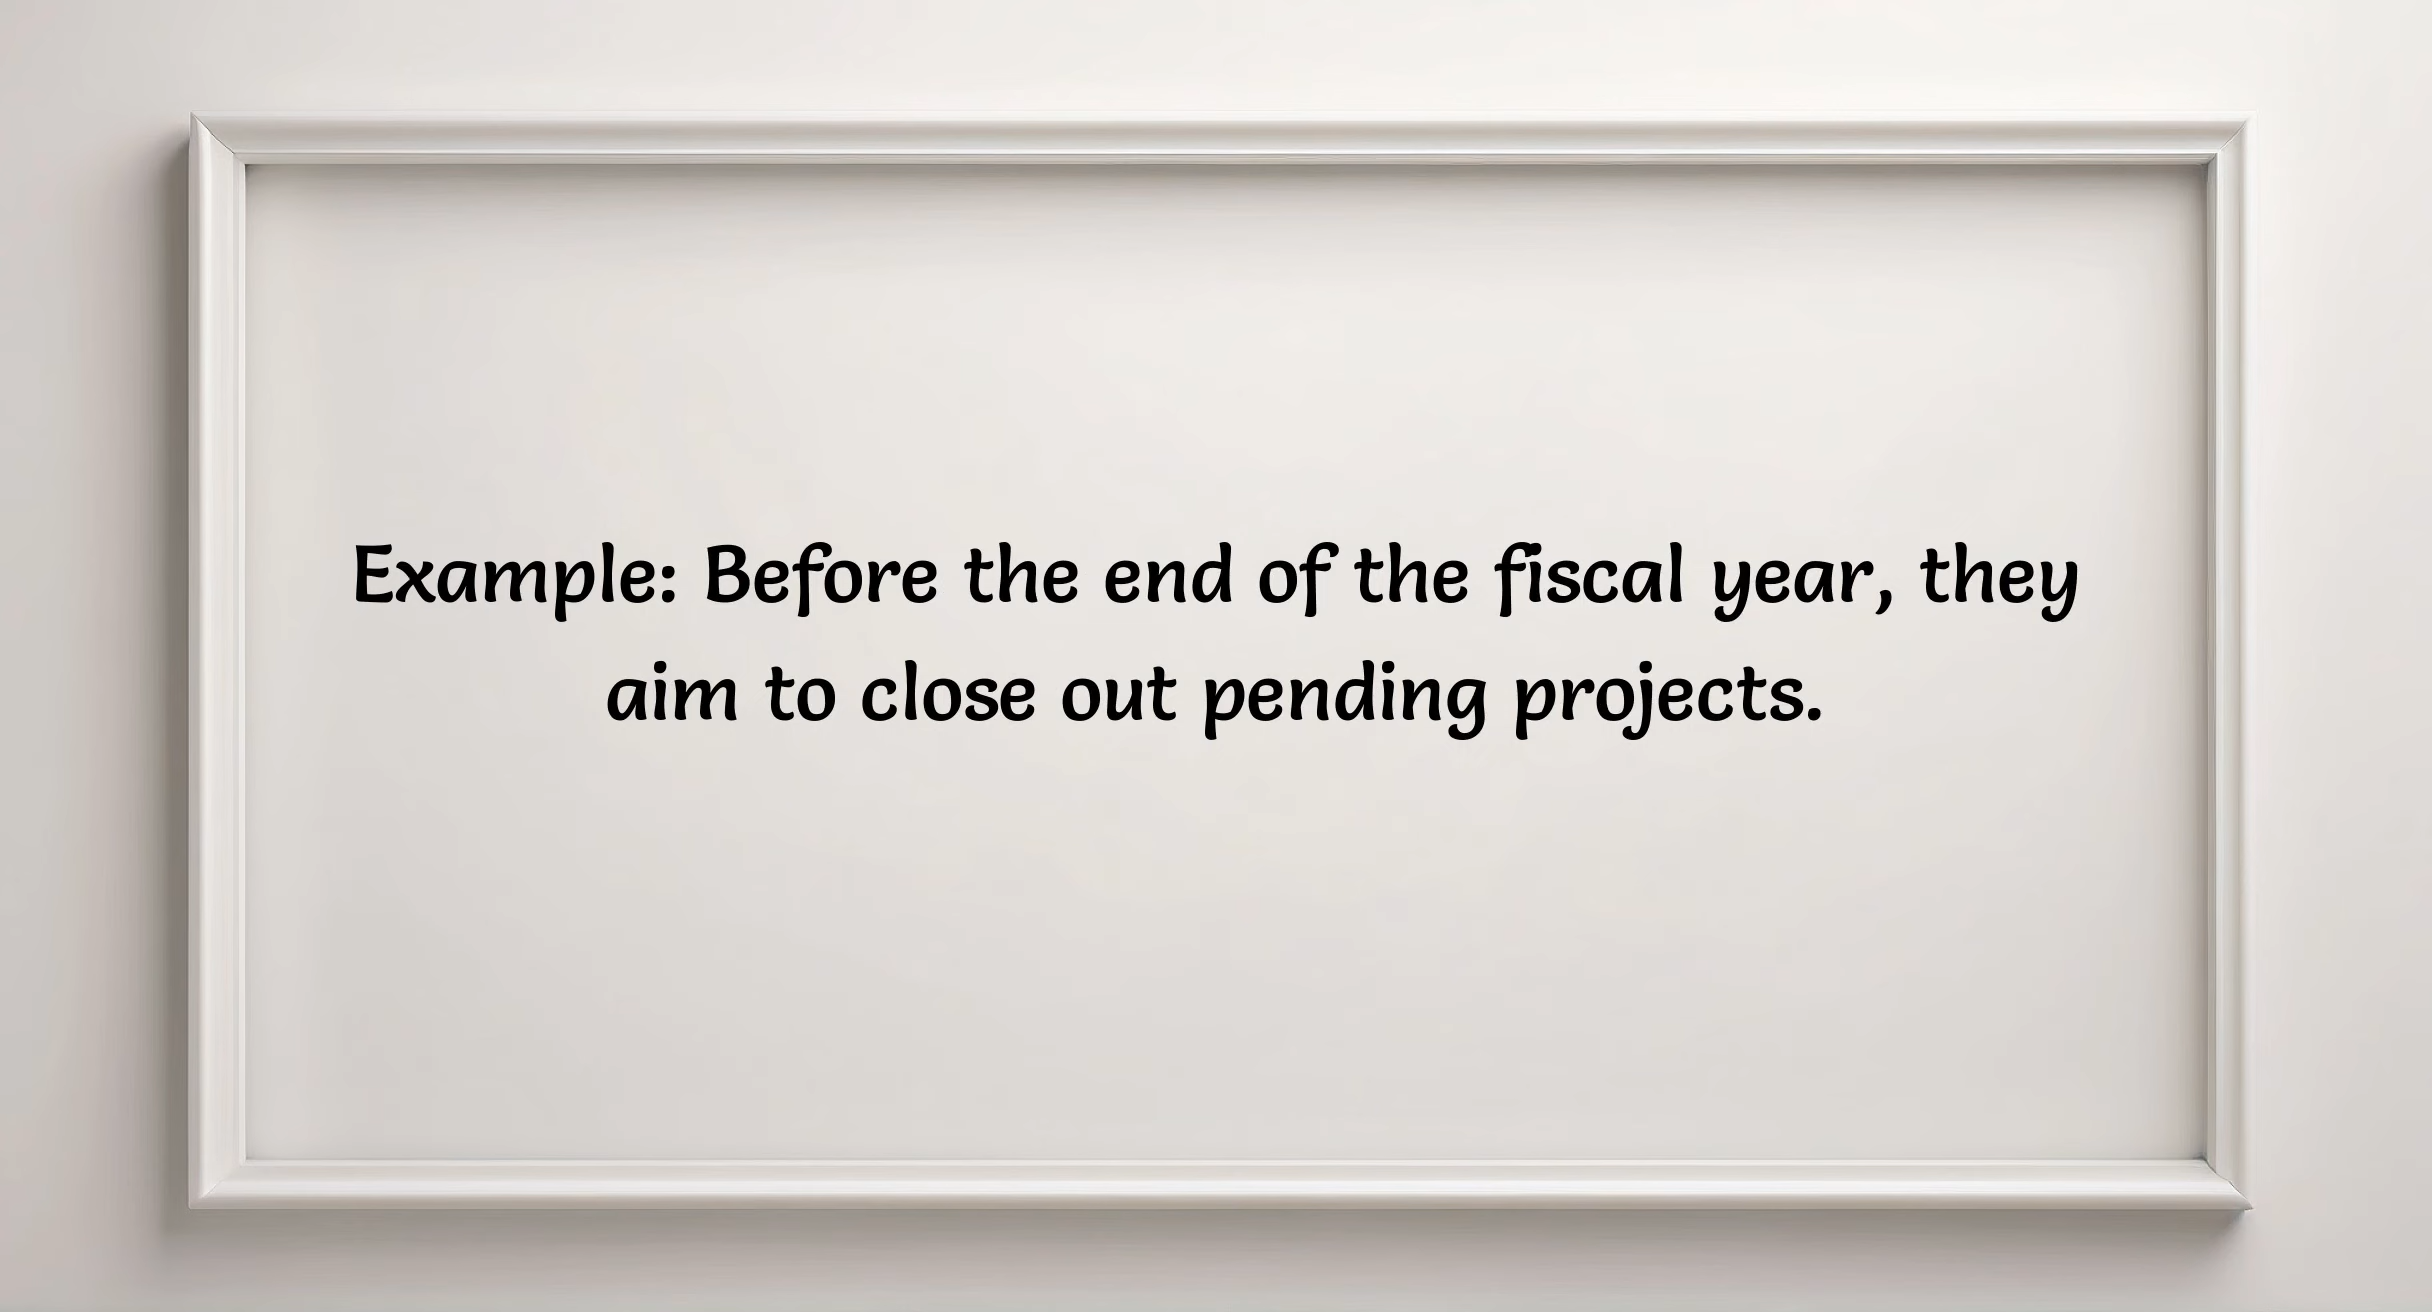 Example: Before the end of the fiscal year, they
aim to close out pending projects.